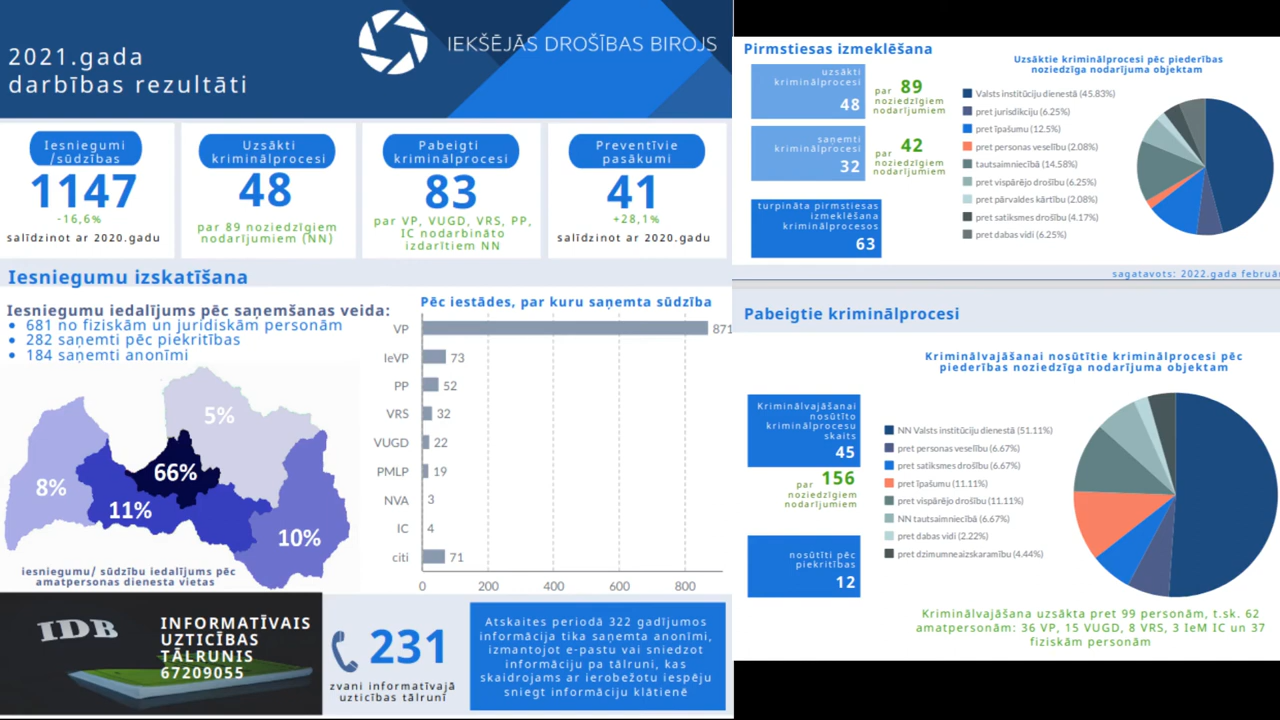 2021.gada
darbības rezultāti
IEKŠĒJĀS DROŠĪBAS BIROJS
Iesniegumi
/sūdzības
1147
-16,6%
salīdzinot ar 2020.gadu
Uzsākti
kriminālprocesi
48
par 89 noziedzīgiem
nodarījumiem (NN)
Pabeigti
kriminālprocesi
83
par VP, VUGD, VRS, PP,
IC nodarbināto
izdarītiem NN
Preventīvie
pasākumi
41
+28,1%
salīdzinot ar 2020.gadu
Iesniegumu izskatīšana
Iesniegumu iedalījums pēc saņemšanas veida:
• 681 no fiziskām un juridiskām personām
• 282 saņemti pēc piekritības
• 184 saņemti anonīmi
5%
66%
8%
11%
10%
iesniegumu/ sūdzību iedalījums pēc
amatpersonas dienesta vietas
Pēc iestādes, par kuru saņemta sūdzība
VP 871
IeVP 73
PP 52
VRS 32
VUGD 22
PMLP 19
NVA 3
IC 4
citi 71
0 200 400 600 800
IDB
INFORMATĪVAIS
UZTICĪBAS
TĀLRUNIS
67209055
231
zvani informatīvajā
uzticības tālrunī
Atskaites periodā 322 gadījumos
informācija tika saņemta anonīmi,
izmantojot e-pastu vai sniedzot
informāciju pa tālruni, kas
skaidrojams ar ierobežotu iespēju
sniegt informāciju klātienē
Pirmstiesas izmeklēšana
uzsākti
kriminālprocesi
48
par 89
noziedzīgiem
nodarījumiem
saņemti
kriminālprocesi
32
par 42
noziedzīgiem
nodarījumiem
turpināta pirmstiesas
izmeklēšana
kriminālprocesos
63
Uzsāktie kriminālprocesi pēc piederības
noziedzīga nodarījuma objektam
Valsts institūciju dienestā (45.83%)
pret jurisdikciju (6.25%)
pret īpašumu (12.5%)
pret personas veselību (2.08%)
tautsaimniecībā (14.58%)
pret vispārējo drošību (6.25%)
pret pārvaldes kārtību (2.08%)
pret satiksmes drošību (4.17%)
pret dabas vidi (6.25%)
sagatavots: 2022.gada februā
Pabeigtie kriminālprocesi
Kriminālvajāšanai nosūtītie kriminālprocesi pēc
piederības noziedzīga nodarījuma objektam
Kriminālvajāšanai
nosūtīto
kriminālprocesu
skaits
45
par 156
noziedzīgiem
nodarījumiem
nosūtīti pēc
piekritības
12
NN Valsts institūciju dienestā (51.11%)
pret personas veselību (6.67%)
pret satiksmes drošību (6.67%)
pret īpašumu (11.11%)
pret vispārējo drošību (11.11%)
NN tautsaimniecībā (6.67%)
pret dabas vidi (2.22%)
pret dzimumneaizskaramību (4.44%)
Kriminālvajāšana uzsākta pret 99 personām, t.sk. 62
amatpersonām: 36 VP, 15 VUGD, 8 VRS, 3 IeM IC un 37
fiziskām personām